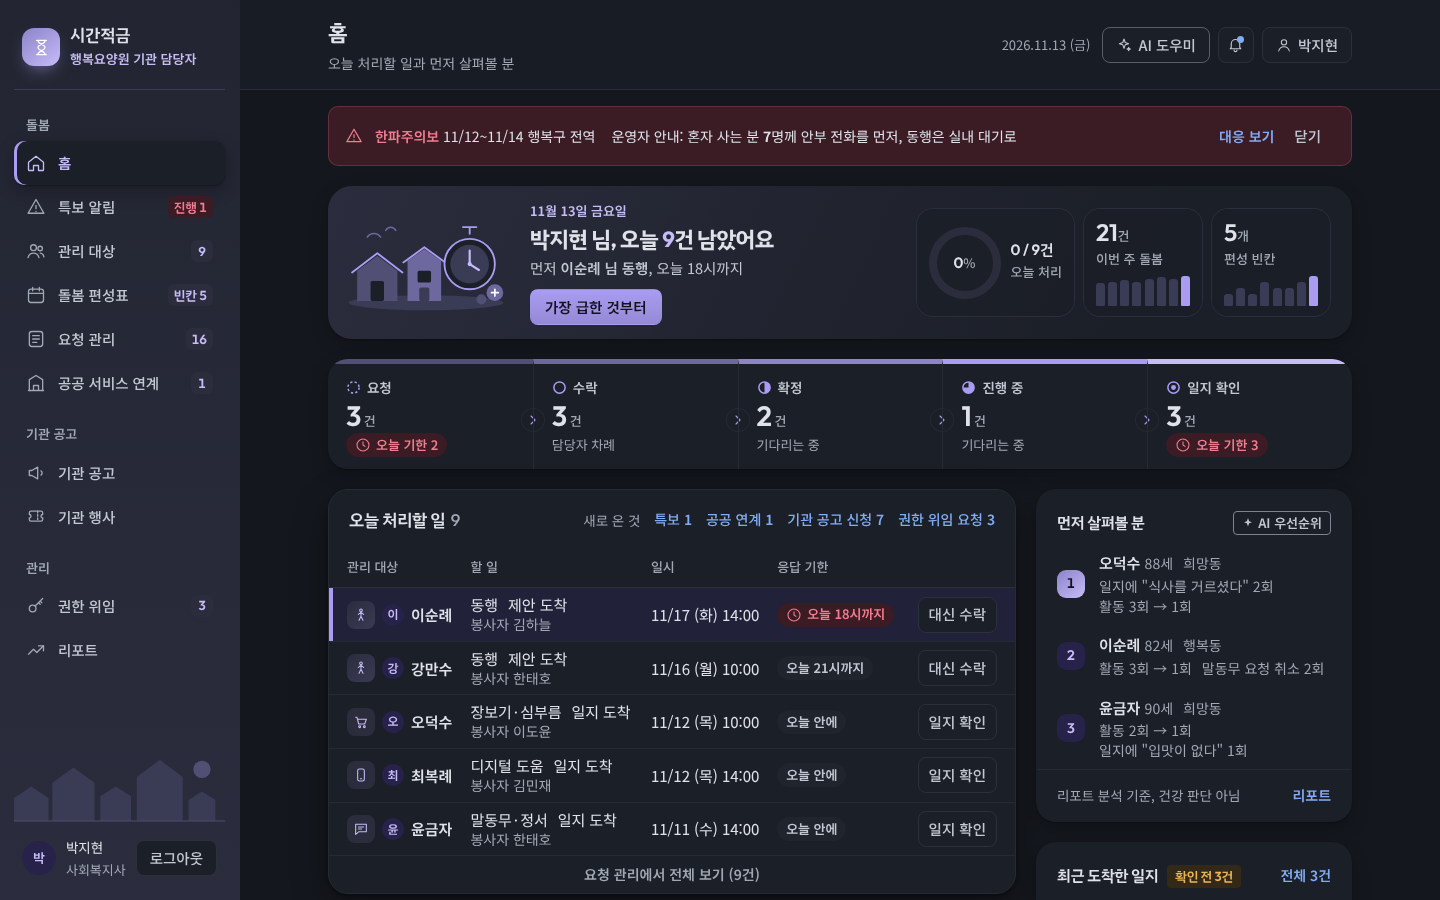 시간적금
행복요양원 기관 담당자
돌봄
홈
특보 알림 진행 1
관리 대상 9
돌봄 편성표 빈칸 5
요청 관리 16
공공 서비스 연계 1
기관 공고
기관 공고
기관 행사
관리
권한 위임 3
리포트
박 박지현
사회복지사
로그아웃
홈
오늘 처리할 일과 먼저 살펴볼 분
2026.11.13 (금) AI 도우미 박지현
한파주의보 11/12~11/14 행복구 전역 운영자 안내: 혼자 사는 분 7명께 안부 전화를 먼저, 동행은 실내 대기로 대응 보기 닫기
11월 13일 금요일
박지현 님, 오늘 9건 남았어요
먼저 이순례 님 동행, 오늘 18시까지
가장 급한 것부터
0%
0 / 9건
오늘 처리
21건
이번 주 돌봄
5개
편성 빈칸
요청
3건
오늘 기한 2
수락
3건
담당자 차례
확정
2건
기다리는 중
진행 중
1건
기다리는 중
일지 확인
3건
오늘 기한 3
오늘 처리할 일 9 새로 온 것 특보 1 공공 연계 1 기관 공고 신청 7 권한 위임 요청 3
관리 대상 할 일 일시 응답 기한
이 이순례 동행 제안 도착 11/17 (화) 14:00 오늘 18시까지 대신 수락
봉사자 김하늘
강 강만수 동행 제안 도착 11/16 (월) 10:00 오늘 21시까지 대신 수락
봉사자 한태호
오 오덕수 장보기·심부름 일지 도착 11/12 (목) 10:00 오늘 안에 일지 확인
봉사자 이도윤
최 최복례 디지털 도움 일지 도착 11/12 (목) 14:00 오늘 안에 일지 확인
봉사자 김민재
윤 윤금자 말동무·정서 일지 도착 11/11 (수) 14:00 오늘 안에 일지 확인
봉사자 한태호
요청 관리에서 전체 보기 (9건)
먼저 살펴볼 분 AI 우선순위
1 오덕수 88세 희망동
일지에 "식사를 거르셨다" 2회
활동 3회 → 1회
2 이순례 82세 행복동
활동 3회 → 1회 말동무 요청 취소 2회
3 윤금자 90세 희망동
활동 2회 → 1회
일지에 "입맛이 없다" 1회
리포트 분석 기준, 건강 판단 아님 리포트
최근 도착한 일지 확인 전 3건 전체 3건